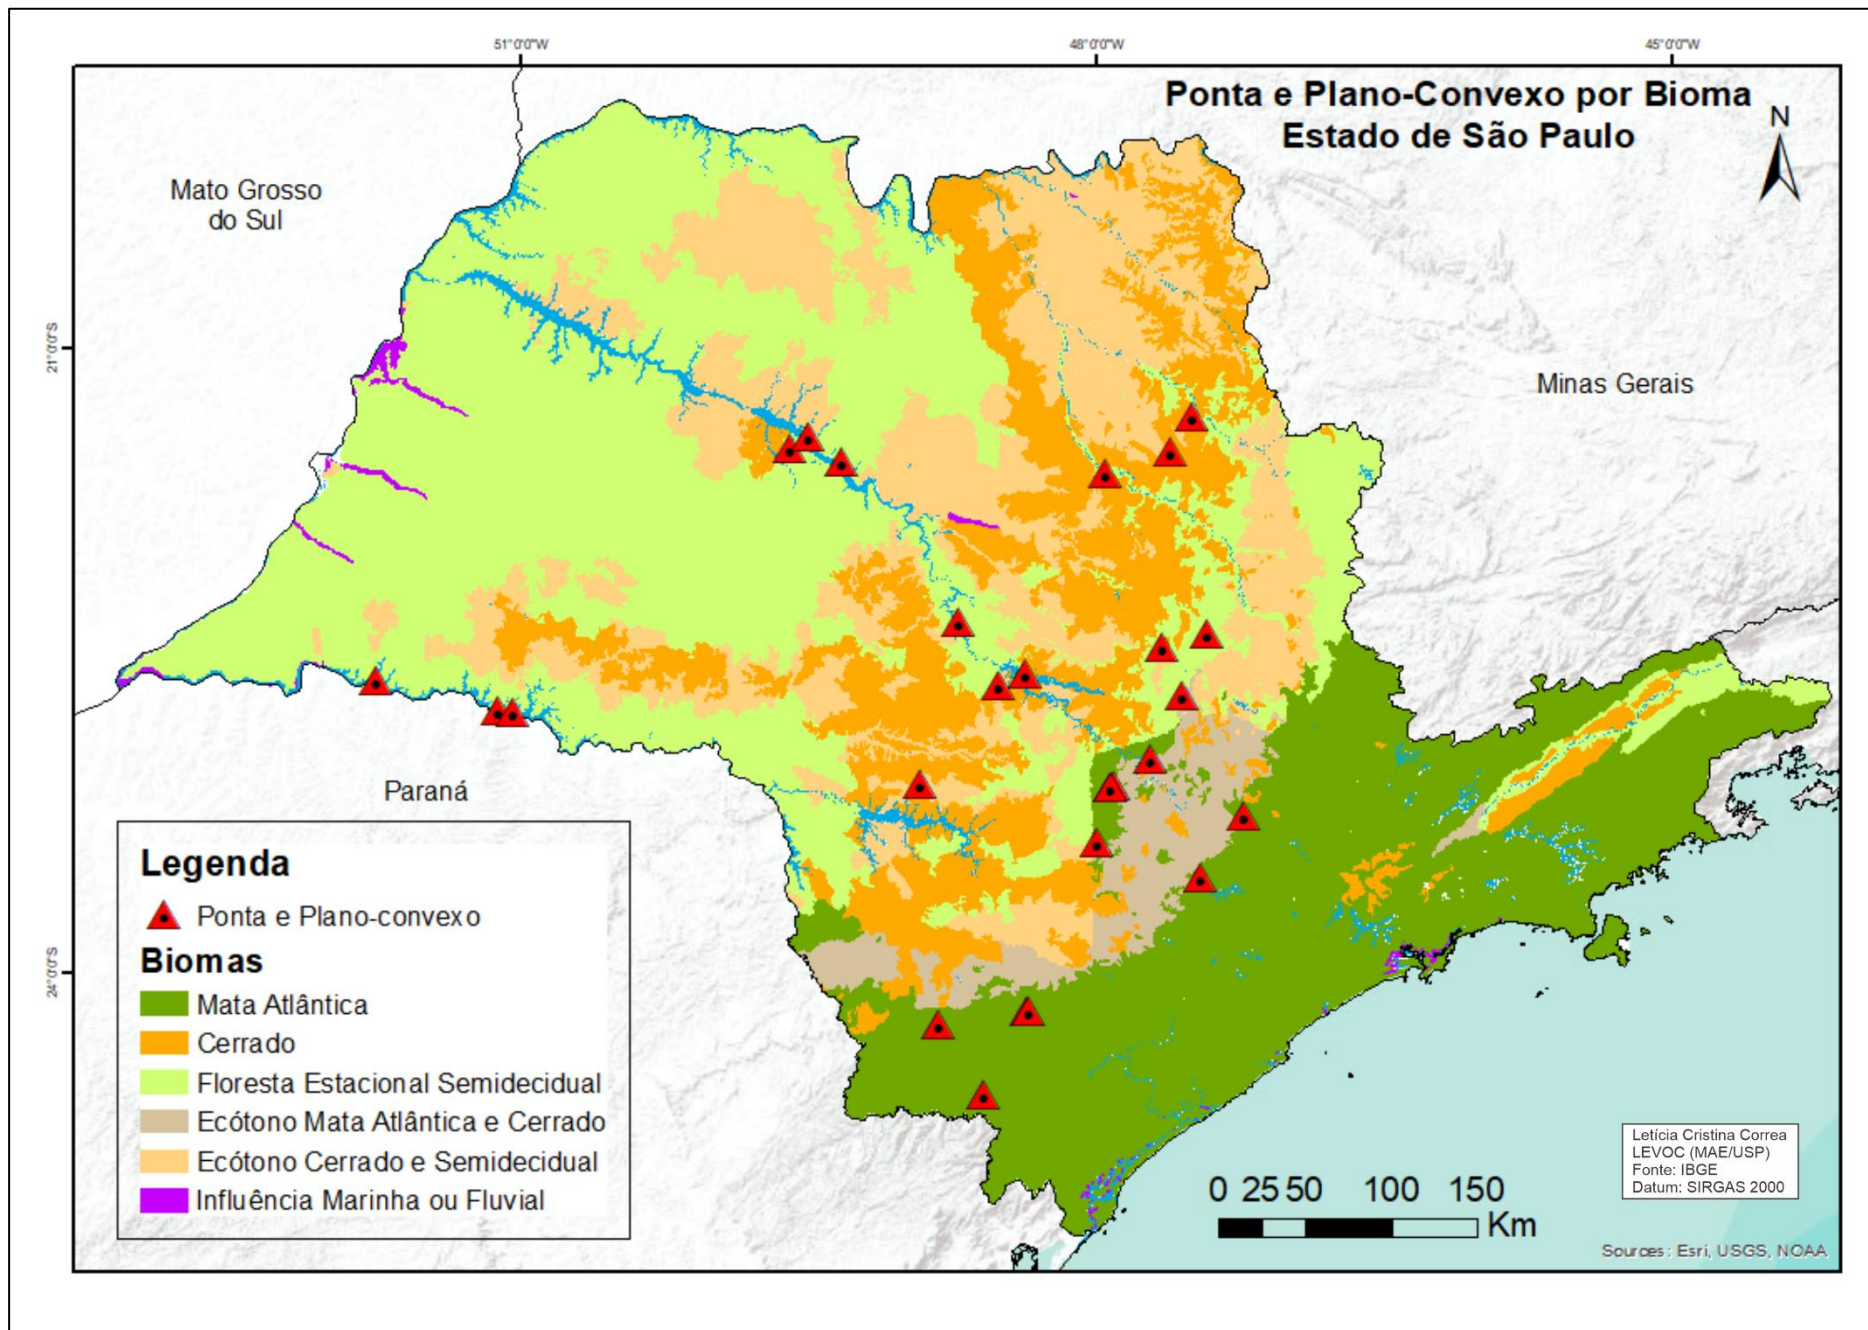 51°0'0"W
48°0'0"W
45°0'0"W
Ponta e Plano-Convexo por Bioma
Estado de São Paulo
N
Mato Grosso
do Sul
21°0'0"S
Minas Gerais
Paraná
Legenda
Ponta e Plano-convexo
Biomas
Mata Atlântica
Cerrado
Floresta Estacional Semidecidual
Ecótono Mata Atlântica e Cerrado
Ecótono Cerrado e Semidecidual
Influência Marinha ou Fluvial
24°0'0"S
Letícia Cristina Correa
LEVOC (MAE/USP)
Fonte: IBGE
Datum: SIRGAS 2000
0 25 50 100 150
Km
Sources: Esri, USGS, NOAA